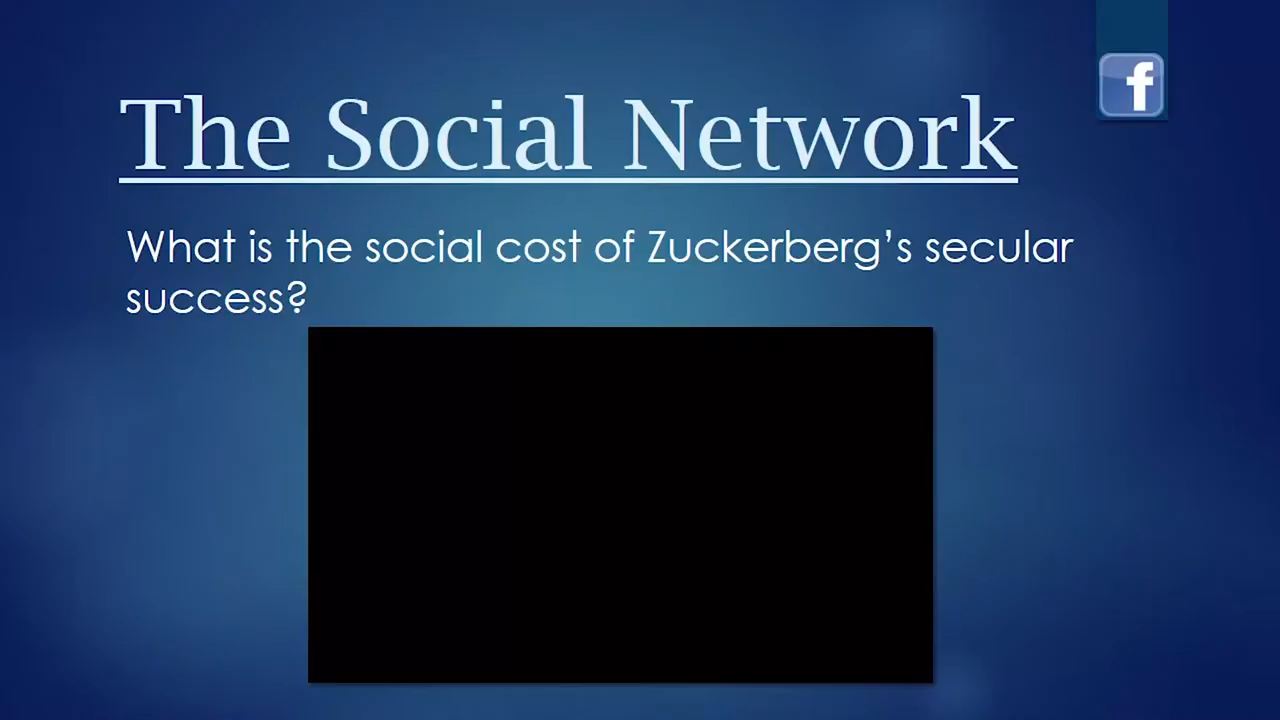 f
The Social Network
What is the social cost of Zuckerberg’s secular
success?